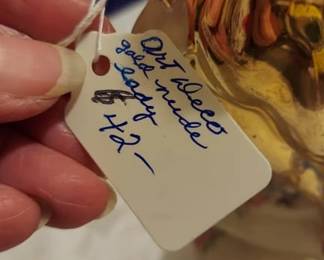 Art Deco
gold nude
lady
$42-